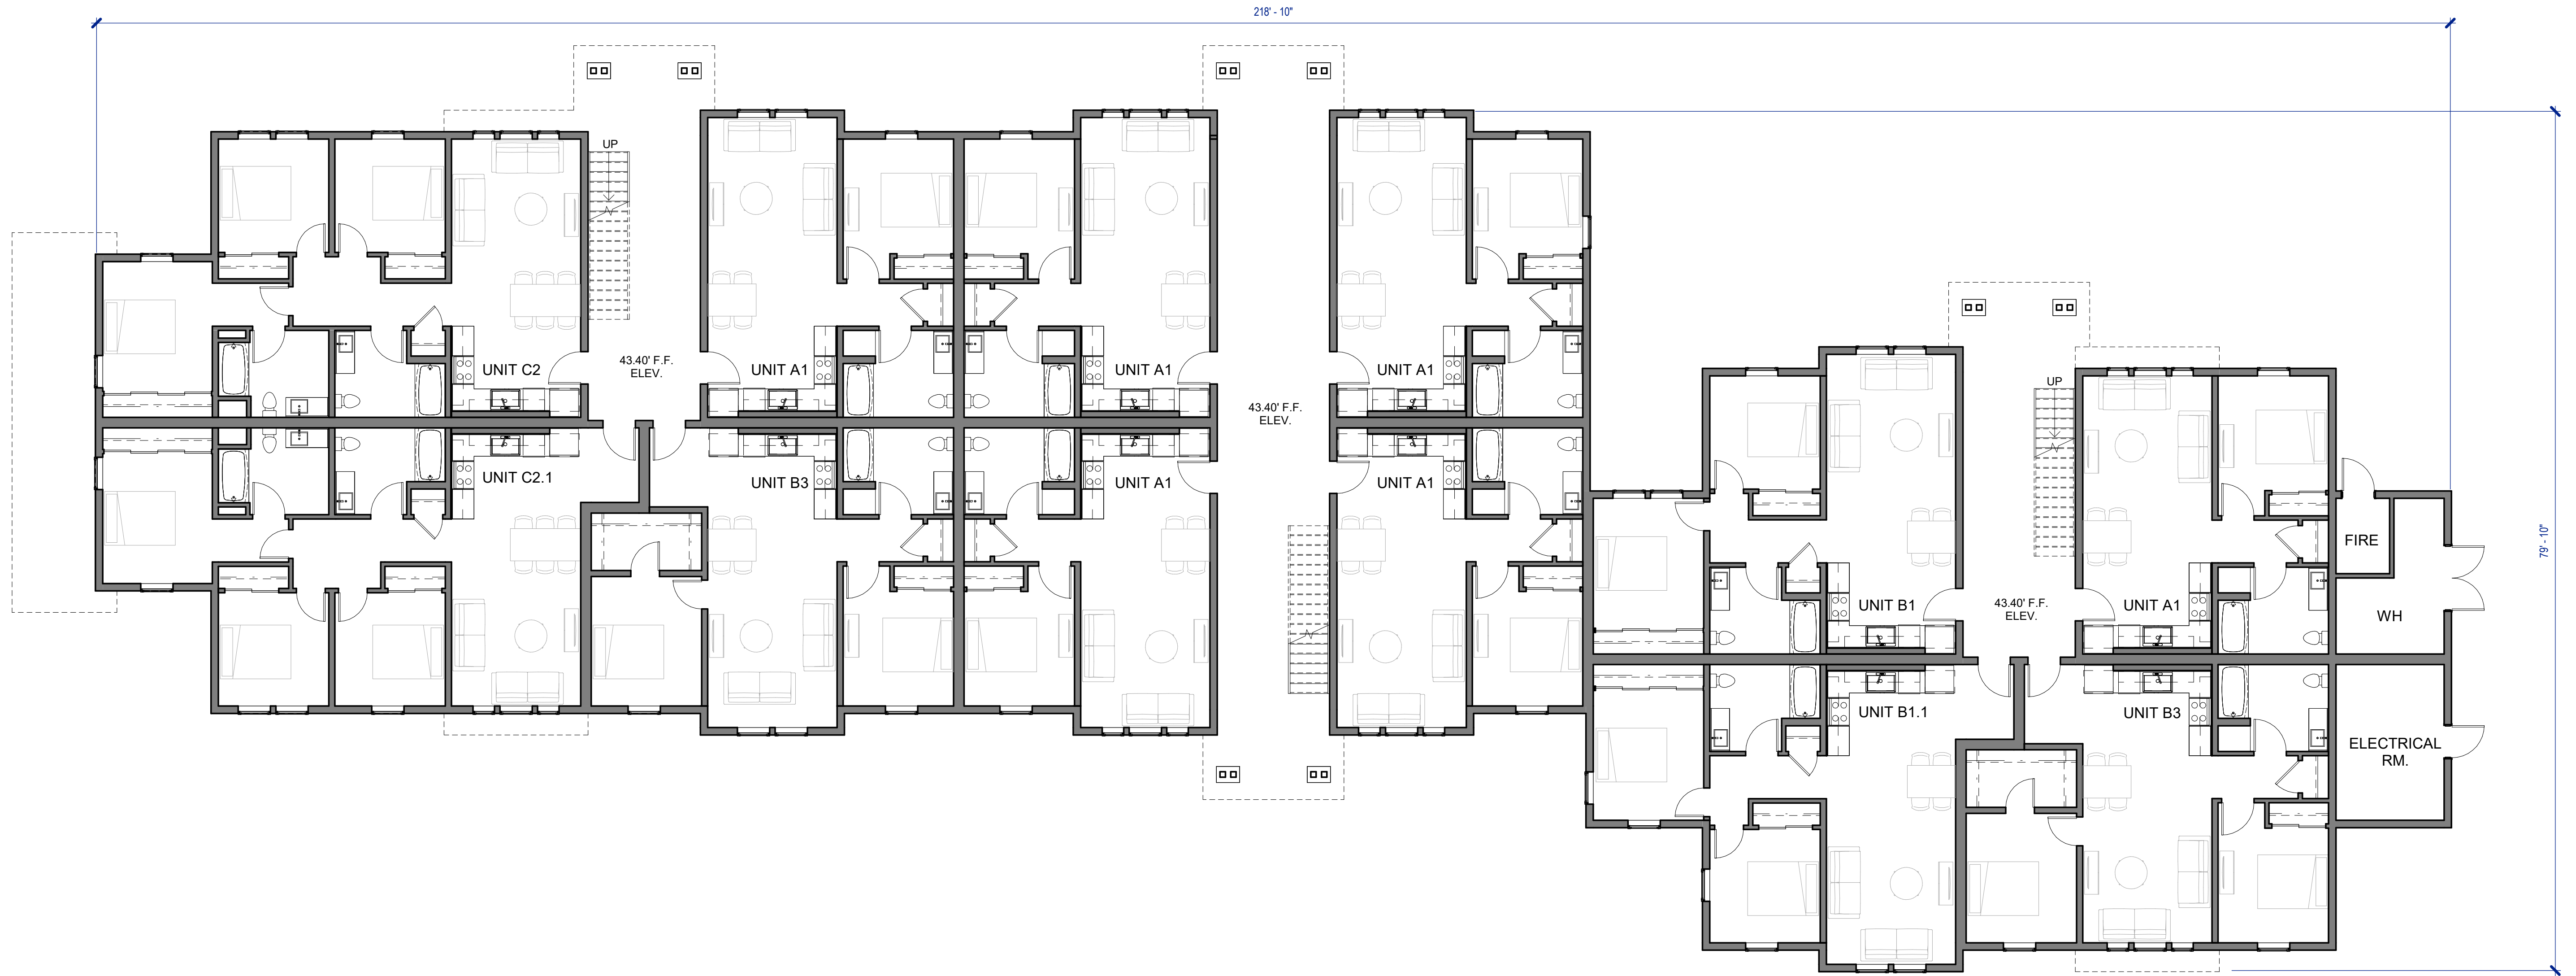 218' - 10"
UP
43.40' F.F.
ELEV.
UNIT C2
UNIT A1
UNIT A1
UNIT A1
43.40' F.F.
ELEV.
UNIT C2.1
UNIT B3
UNIT A1
UNIT A1
UP
FIRE
79' - 10"
UNIT B1
43.40' F.F.
ELEV.
UNIT A1
WH
UNIT B1.1
UNIT B3
ELECTRICAL
RM.